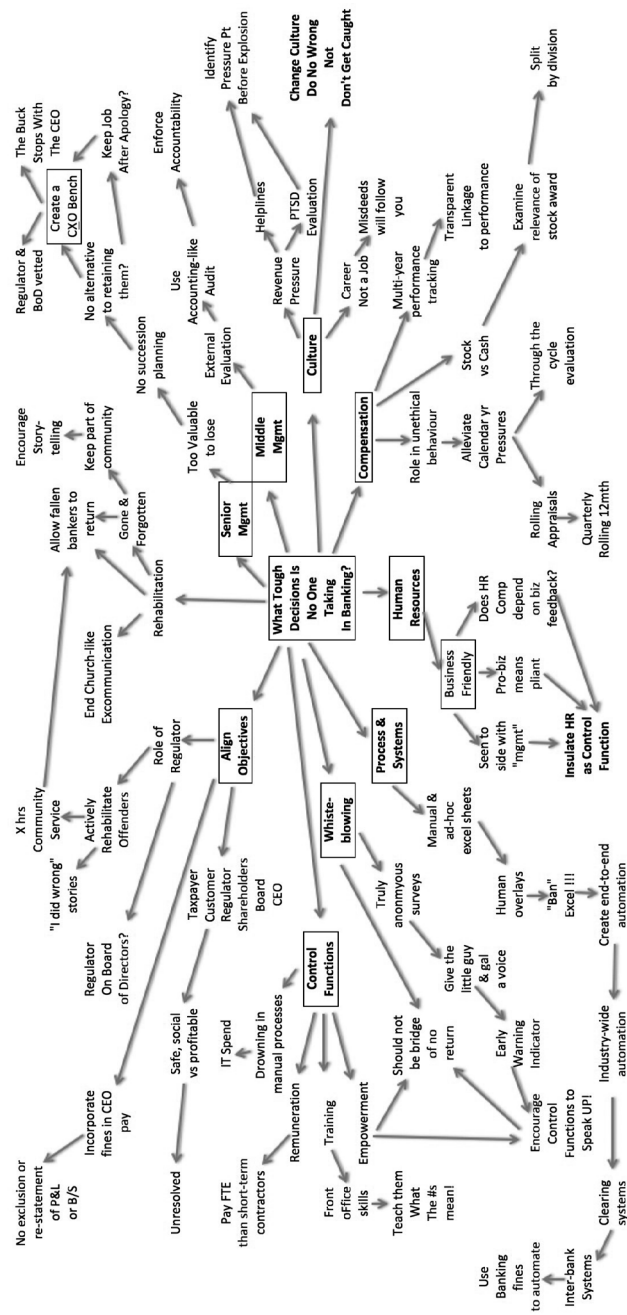 No exclusion or
re-statement
of P&L
or B/S
Incorporate
fines in CEO
pay
Unresolved
Safe, social
vs profitable
Taxpayer
Customer
Regulator
Shareholders
Board
CEO
Regulator
On Board
of Directors?
"I did wrong"
stories
X hrs
Community
Service
Actively
Rehabilitate
Offenders
Role of
Regulator
Align
Objectives
End Church-like
Excommunication
Rehabilitation
Allow fallen
bankers to
return
Gone &
Forgotten
Encourage
Story-
telling
Keep part of
community
Regulator &
BoD vetted
The Buck
Stops With
The CEO
Create a
CXO Bench
Keep Job
After Apology?
No alternative
to retaining
them?
No succession
planning
Too Valuable
to lose
Senior
Mgmt
Middle
Mgmt
External
Evaluation
Use
Accounting-like
Audit
Enforce
Accountability
Identify
Pressure Pt
Before Explosion
Helplines
PTSD
Evaluation
Revenue
Pressure
Culture
Change Culture
Do No Wrong
Not
Don't Get Caught
Career
Not a Job
Misdeeds
will follow
you
What Tough
Decisions Is
No One
Taking
In Banking?
Compensation
Multi-year
performance
tracking
Transparent
Linkage
to performance
Stock
vs Cash
Examine
relevance of
stock award
Split
by division
Role in unethical
behaviour
Alleviate
Calendar yr
Pressures
Through the
cycle
evaluation
Rolling
Appraisals
Quarterly
Rolling 12mth
Human
Resources
Business
Friendly
Does HR
Comp
depend
on biz
feedback?
Pro-biz
means
pliant
Seen to
side with
"mgmt"
Insulate HR
as Control
Function
Process &
Systems
Manual &
ad-hoc
excel sheets
Human
overlays
"Ban"
Excel !!!
Create end-to-end
automation
Industry-wide
automation
Clearing
systems
Inter-bank
Systems
Use
Banking
fines
to automate
Whiste-
blowing
Truly
anonmyous
surveys
Give the
little guy
& gal
a voice
Early
Warning
Indicator
Should not
be bridge
of no
return
Encourage
Control
Functions to
Speak UP!
Control
Functions
Drowning in
manual processes
IT Spend
Remuneration
Pay FTE
than short-term
contractors
Training
Front
oFfice
skills
Teach them
What
The #s
mean!
Empowerment